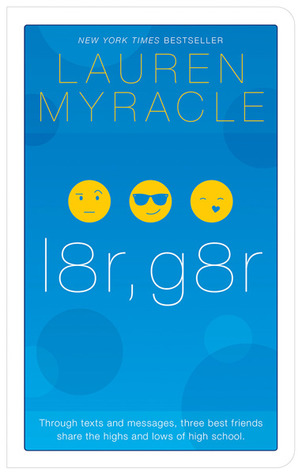 NEW YORK TIMES BESTSELLER
LAUREN
MYRACLE
l8r, g8r
Through texts and messages, three best friends
share the highs and lows of high school.